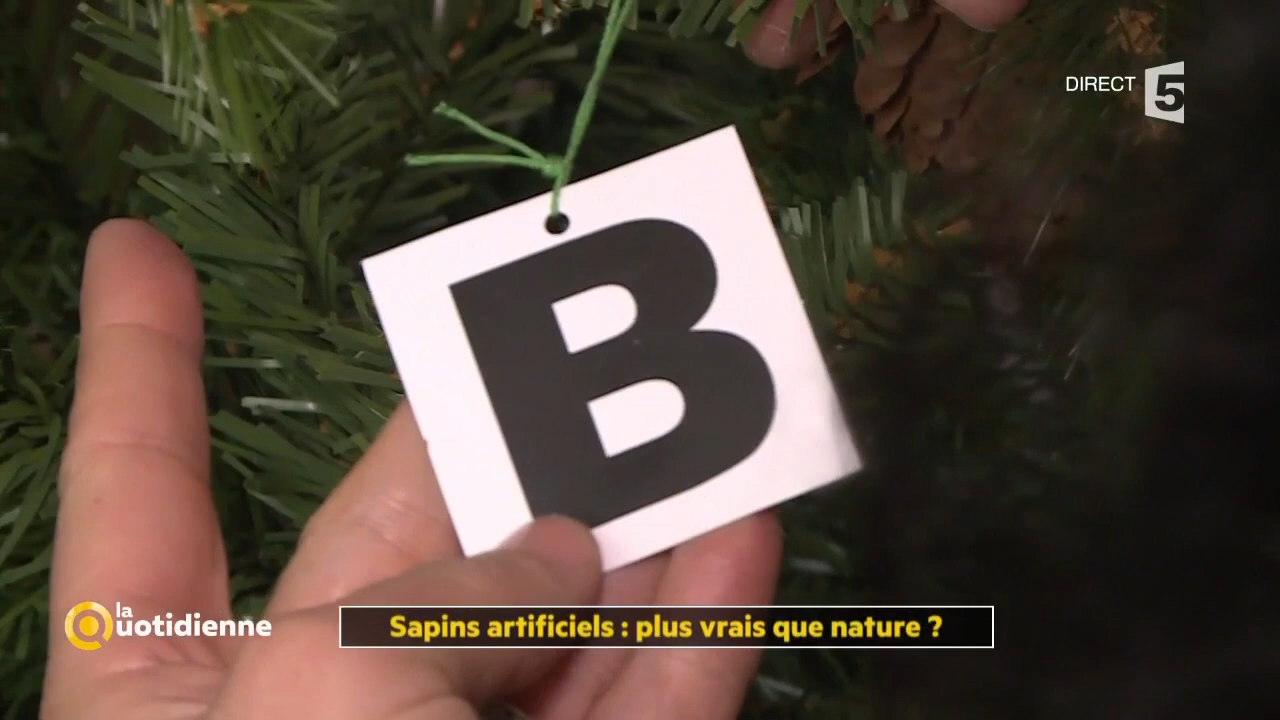 DIRECT 5
B
la
Quotidienne
Sapins artificiels : plus vrais que nature ?